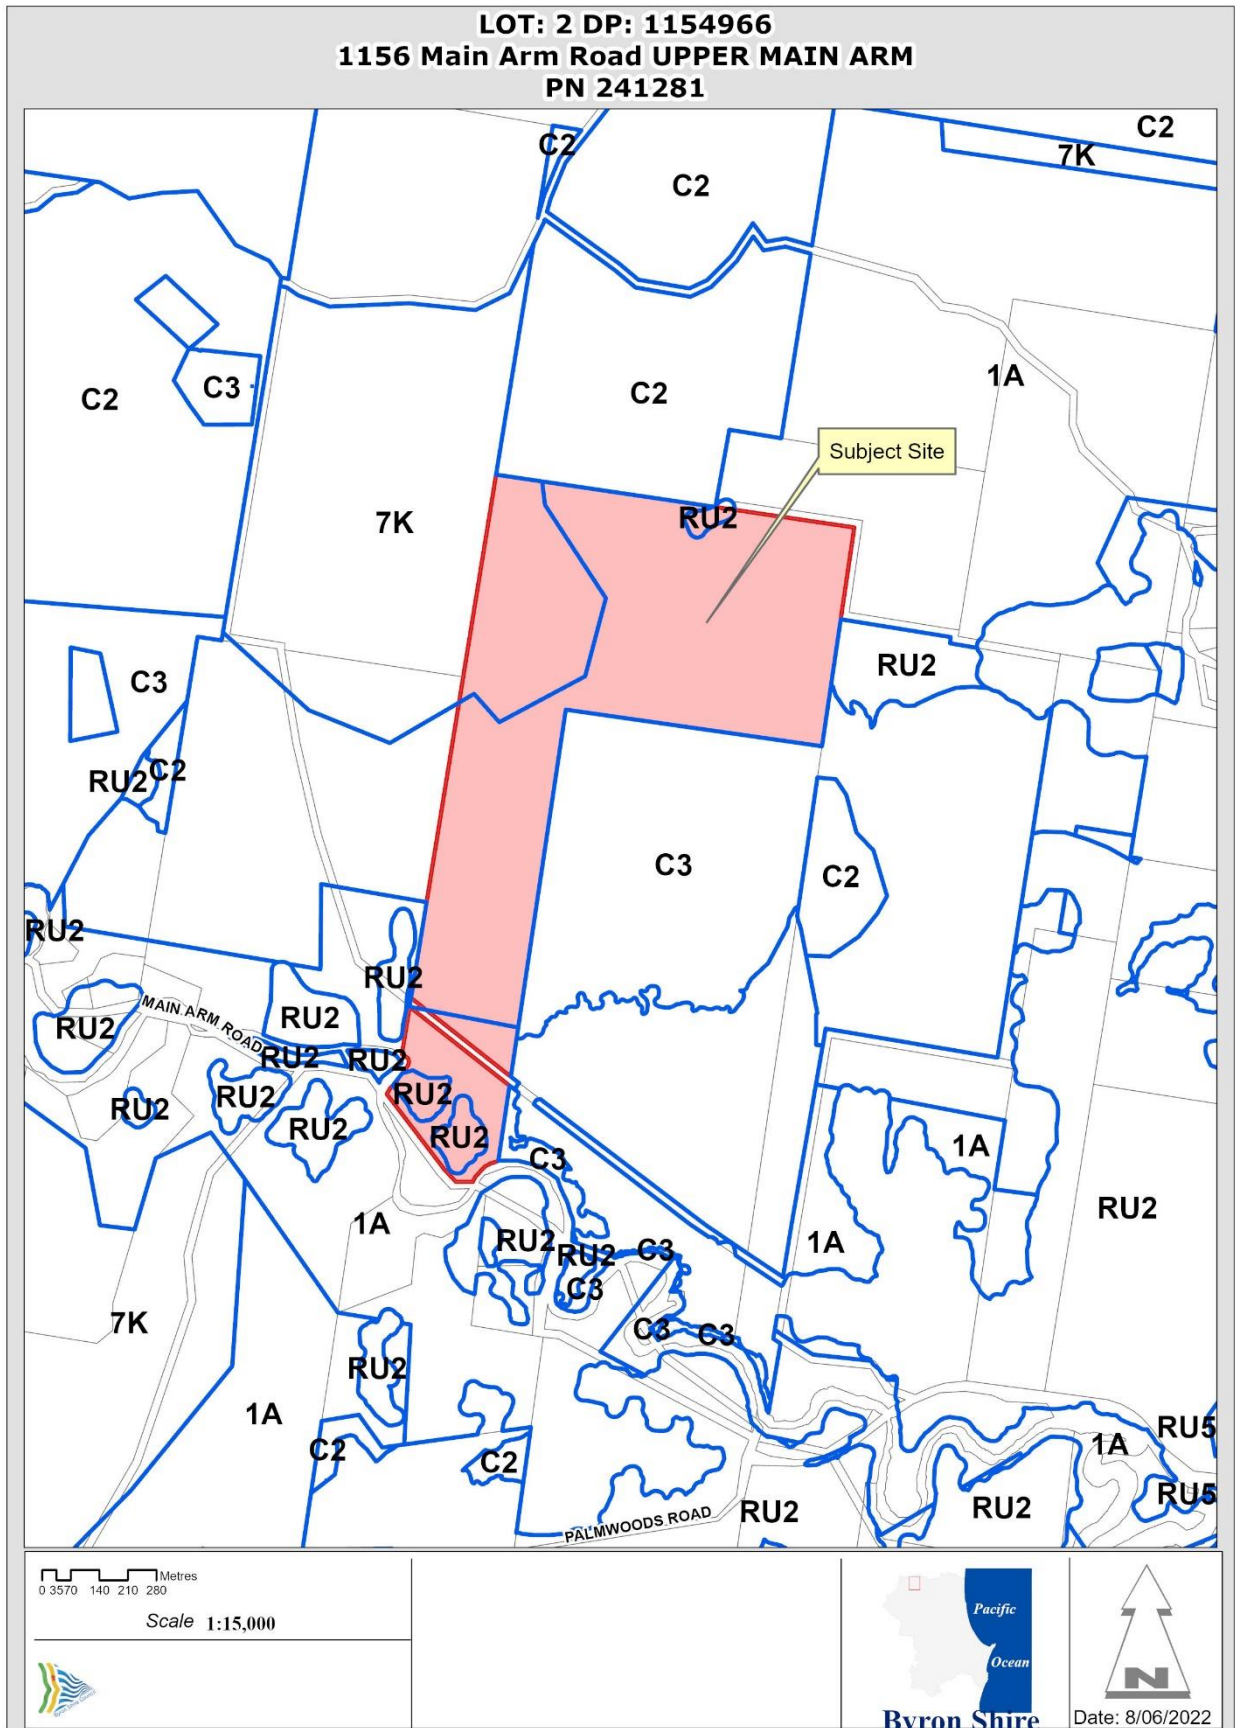 LOT: 2 DP: 1154966
1156 Main Arm Road UPPER MAIN ARM
PN 241281
C2
C2
7K
C2
C2
C3
C2
1A
Subject Site
7K
RU2
RU2
C3
RU2
C2
C3
C2
RU2
RU2
RU2
MAIN ARM ROAD
RU2
RU2
RU2
RU2
RU2
RU2
RU2
RU2
C3
1A
1A
RU2
1A
RU2
RU2
C3
C3
7K
C3
C3
RU2
1A
C2
C2
RU5
1A
RU5
RU2
RU2
PALMWOODS ROAD
Metres
0 3570 140 210 280
Scale 1:15,000
Byron Shire Council
Pacific
Ocean
Byron Shire
N
Date: 8/06/2022